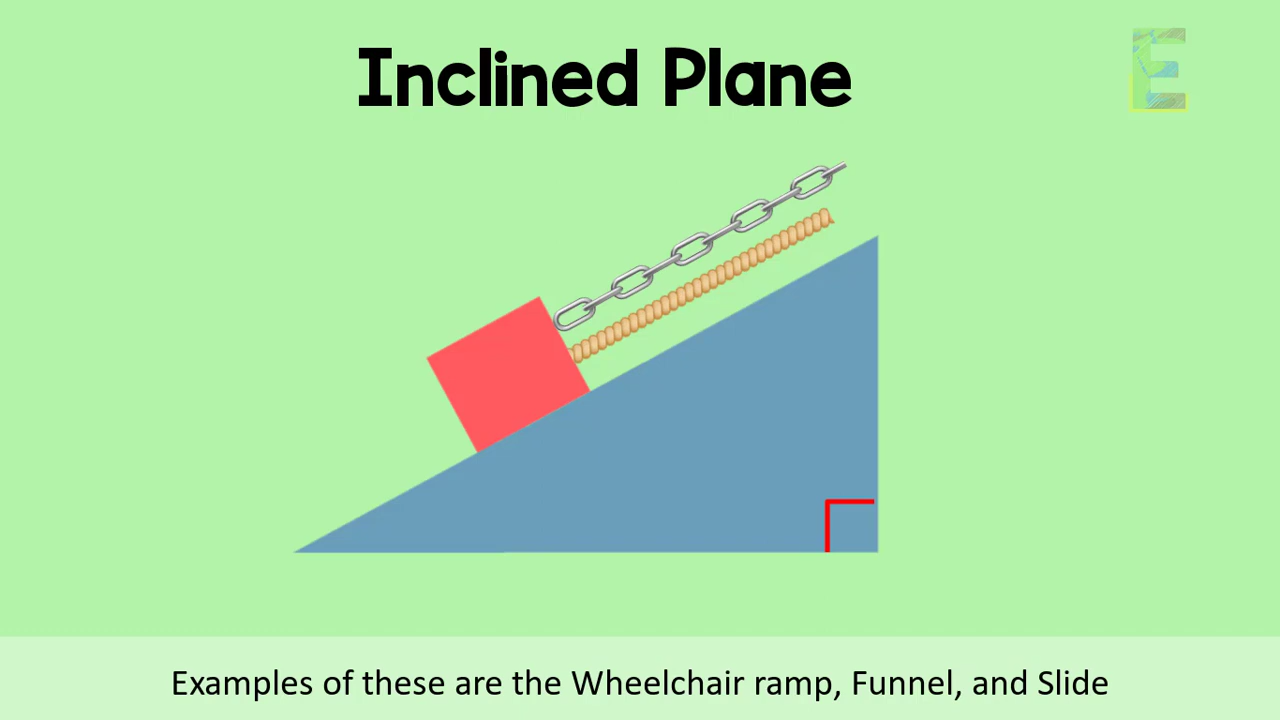 Inclined Plane
E
Examples of these are the Wheelchair ramp, Funnel, and Slide